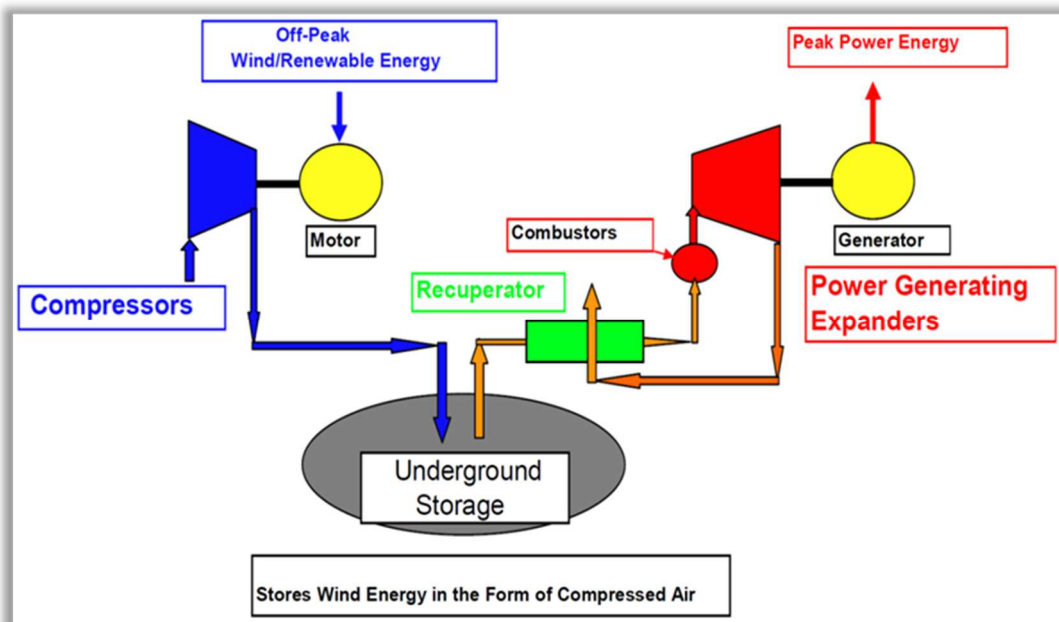 Off-Peak
Wind/Renewable Energy
Peak Power Energy
Motor
Combustors
Generator
Compressors
Recuperator
Power Generating
Expanders
Underground
Storage
Stores Wind Energy in the Form of Compressed Air